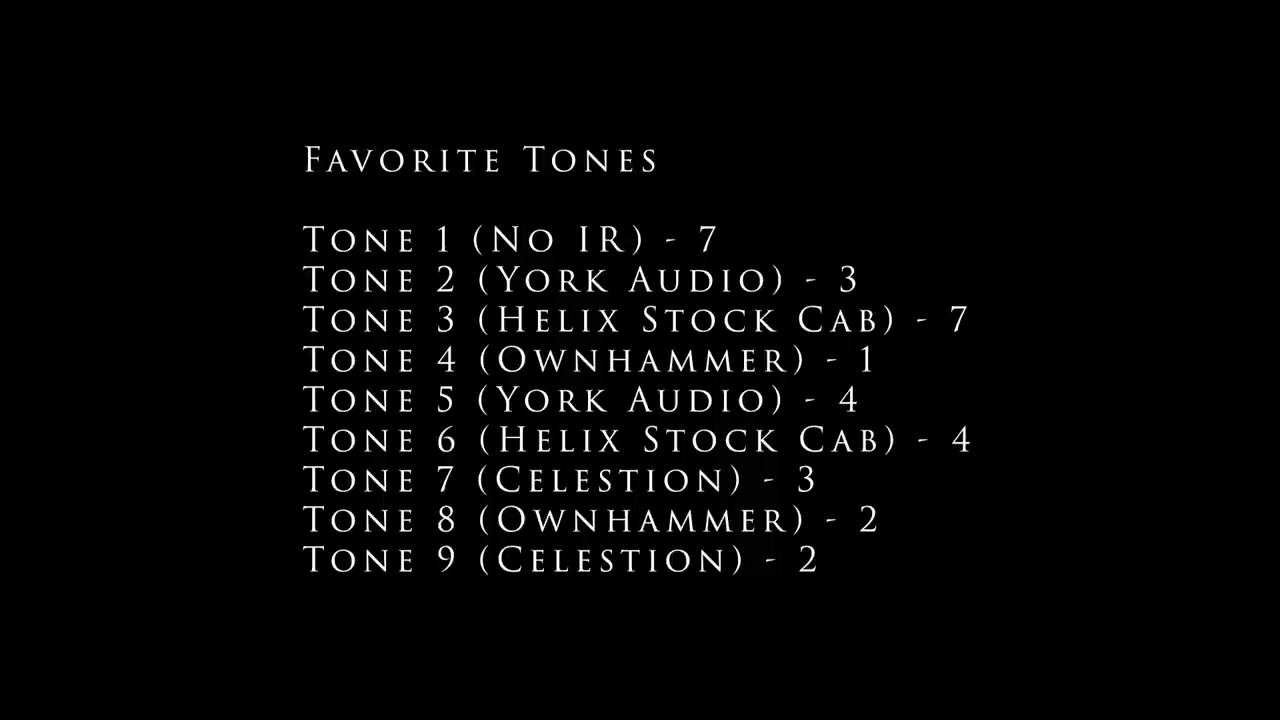 Favorite Tones
Tone 1 (No IR) - 7
Tone 2 (York Audio) - 3
Tone 3 (Helix Stock Cab) - 7
Tone 4 (Ownhammer) - 1
Tone 5 (York Audio) - 4
Tone 6 (Helix Stock Cab) - 4
Tone 7 (Celestion) - 3
Tone 8 (Ownhammer) - 2
Tone 9 (Celestion) - 2